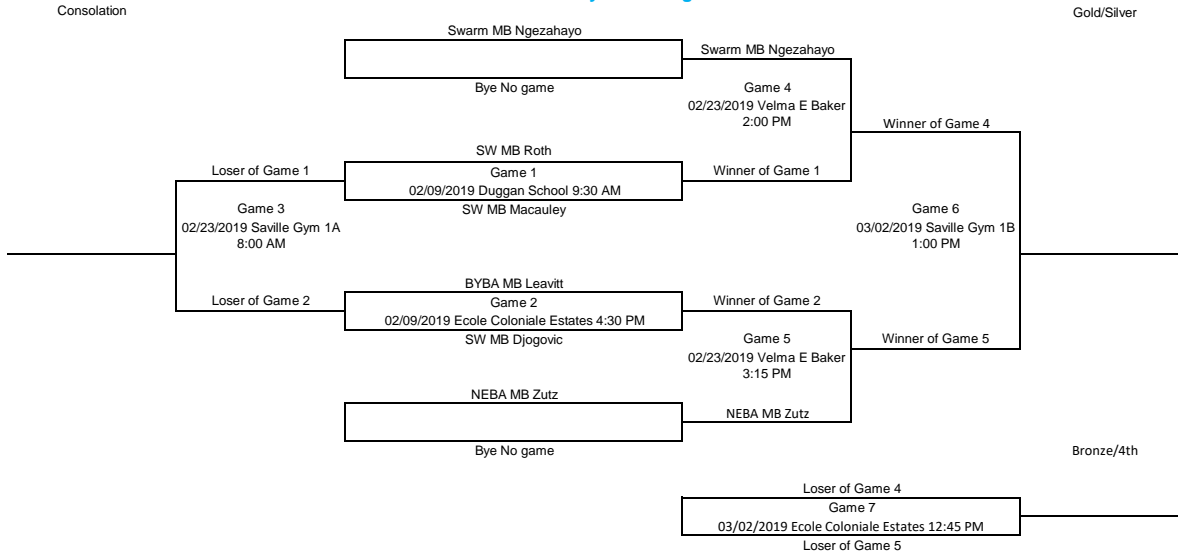 Consolation
Gold/Silver
Swarm MB Ngezahayo
Swarm MB Ngezahayo
Bye No game
Game 4
02/23/2019 Velma E Baker
2:00 PM
Winner of Game 4
SW MB Roth
Loser of Game 1
Game 1
Winner of Game 1
02/09/2019 Duggan School 9:30 AM
SW MB Macauley
Game 3
02/23/2019 Saville Gym 1A
8:00 AM
Game 6
03/02/2019 Saville Gym 1B
1:00 PM
BYBA MB Leavitt
Loser of Game 2
Game 2
Winner of Game 2
02/09/2019 Ecole Coloniale Estates 4:30 PM
SW MB Djogovic
Game 5
02/23/2019 Velma E Baker
3:15 PM
Winner of Game 5
NEBA MB Zutz
NEBA MB Zutz
Bye No game
Bronze/4th
Loser of Game 4
Game 7
03/02/2019 Ecole Coloniale Estates 12:45 PM
Loser of Game 5